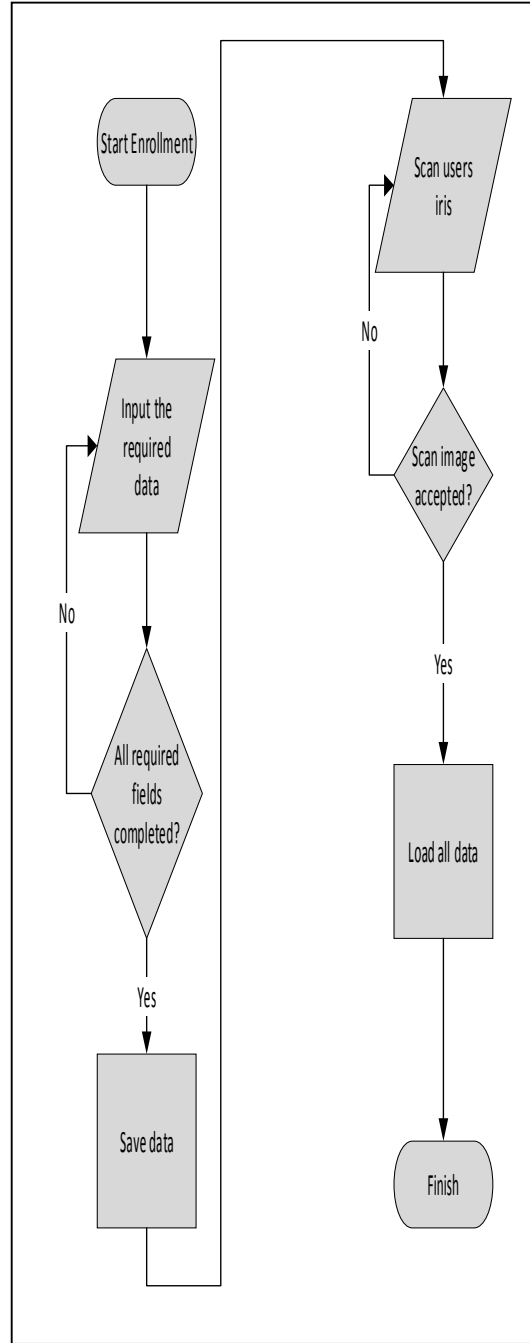 Start Enrollment
Input the
required
data
No
All required
fields
completed?
Yes
Save data
Scan users
iris
No
Scan image
accepted?
Yes
Load all data
Finish